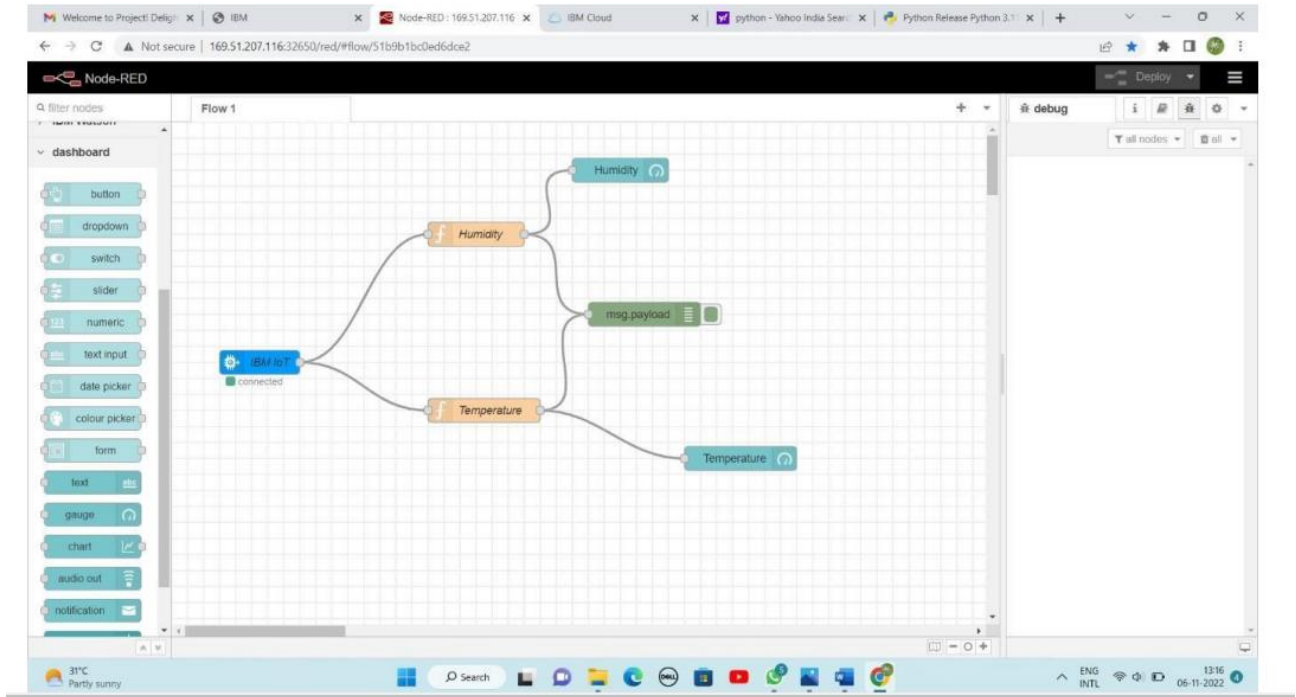 Welcome to Project! Deligh
IBM
Node-RED : 169.51.207.116
IBM Cloud
python - Yahoo India Searc
Python Release Python 3.1
Not secure | 169.51.207.116:32650/red/#flow/51b9b1bc0ed6dce2
Node-RED
Deploy
filter nodes
Flow 1
debug
i
IBM Watson
all nodes
all
dashboard
button
dropdown
switch
slider
numeric
text input
date picker
colour picker
form
text
gauge
chart
audio out
notification
Humidity
Humidity
msg.payload
IBM IoT
connected
Temperature
Temperature
31°C
Partly sunny
Search
ENG
INTL
13:16
06-11-2022